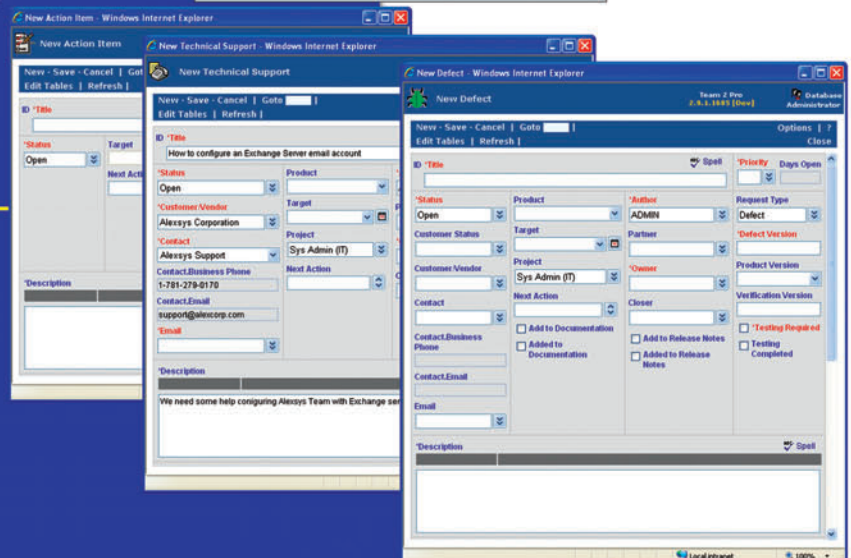 New Action Item - Windows Internet Explorer
New Action Item
New - Save - Cancel | Got
Edit Tables | Refresh |
ID *Title
*Status
Target
Open
Next Acti
*Description
New Technical Support - Windows Internet Explorer
New Technical Support
New - Save - Cancel | Goto |
Edit Tables | Refresh |
ID *Title
How to configure an Exchange Server email account
*Status
Product
Open
*Customer/Vendor
Target
Alexsys Corporation
*Contact
Project
Alexsys Support
Sys Admin (IT)
Contact.Business Phone
Next Action
1-781-279-0170
Contact.Email
support@alexcorp.com
*Email
*Description
We need some help coniguring Alexsys Team with Exchange ser
New Defect - Windows Internet Explorer
New Defect
Team 2 Pro
Database
2.9.1.1685 [Dev]
Administrator
New - Save - Cancel | Goto |
Options | ?
Edit Tables | Refresh |
Close
ID *Title
Spell
*Priority
Days Open
*Status
Product
*Author
Request Type
Open
ADMIN
Defect
Customer Status
Target
Partner
*Defect Version
Customer/Vendor
Project
*Owner
Product Version
Sys Admin (IT)
Contact
Next Action
Closer
Verification Version
Contact.Business
Phone
Add to Documentation
Add to Release Notes
*Testing Required
Added to
Documentation
Added to Release
Notes
Testing
Completed
Contact.Email
Email
*Description
Spell
Local intranet
100%